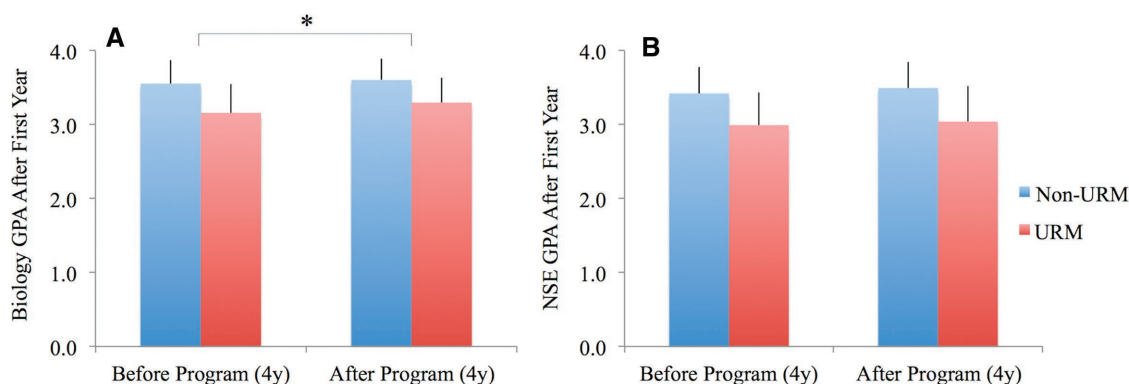 A
*
Biology GPA After First Year
4.0
3.0
2.0
1.0
0.0
Before Program (4y)
After Program (4y)
B
NSE GPA After First Year
4.0
3.0
2.0
1.0
0.0
Before Program (4y)
After Program (4y)
Non-URM
URM